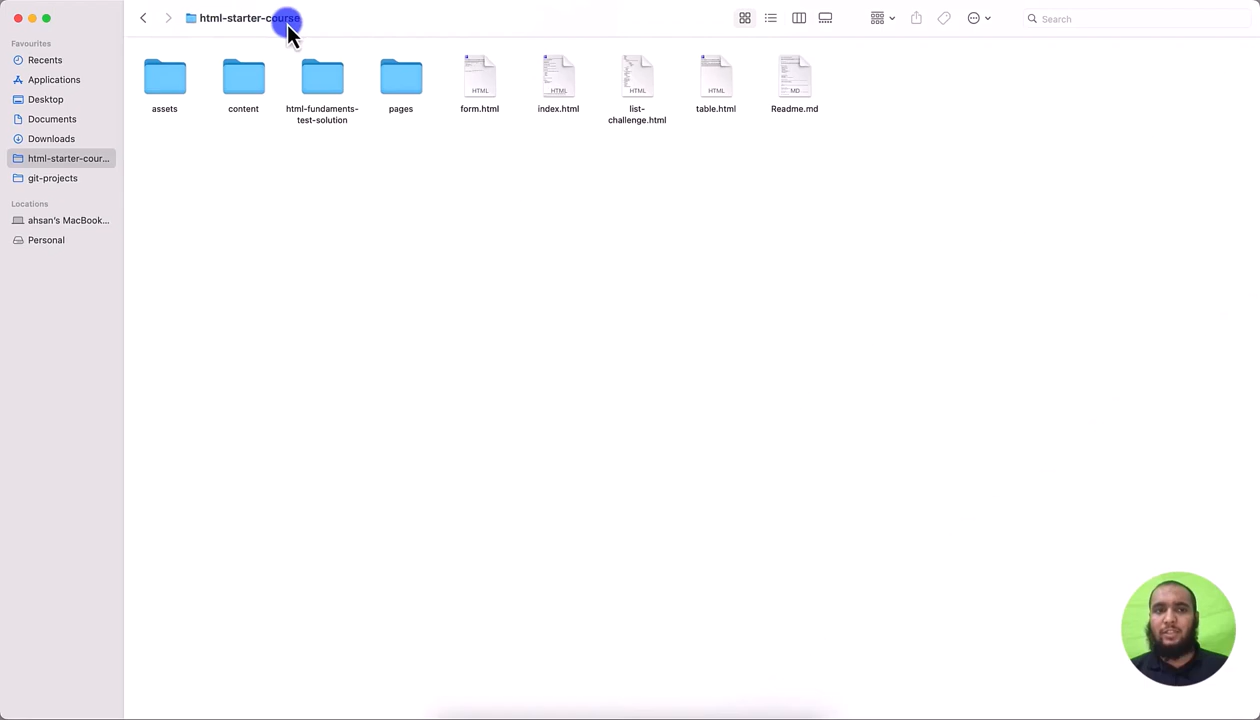 html-starter-course
Search
Favourites
Recents
Applications
Desktop
Documents
Downloads
html-starter-cour...
git-projects
Locations
ahsan's MacBook...
Personal
assets
content
html-fundaments-
test-solution
pages
HTML
form.html
HTML
index.html
HTML
list-
challenge.html
HTML
table.html
MD
Readme.md